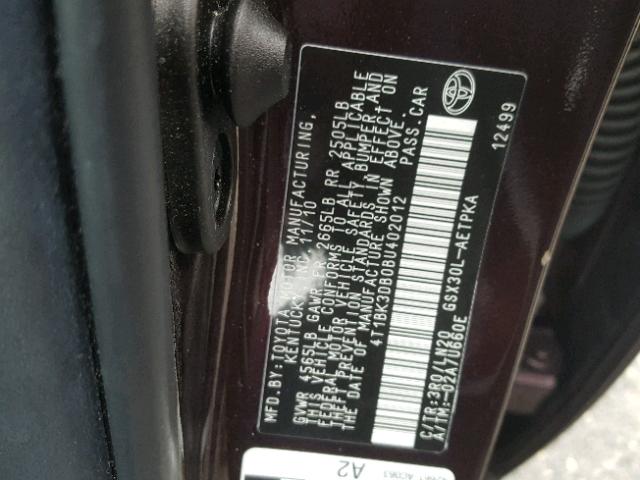 MFD.BY:TOYOTA MOTOR MANUFACTURING,
KENTUCKY, INC. 11/10
GVWR 4565LB GAWR FR 2665LB RR 2505LB
THIS VEHICLE CONFORMS TO ALL APPLICABLE
FEDERAL MOTOR VEHICLE SAFETY, BUMPER,AND
THEFT PREVENTION STANDARDS IN EFFECT ON
THE DATE OF MANUFACTURE SHOWN ABOVE.
4T1BK3DB0BU402012 PASS.CAR
C/TR:3R0/LN20 GSX30L-AETPKA
A/TM:-02A/U660E 12499
A2